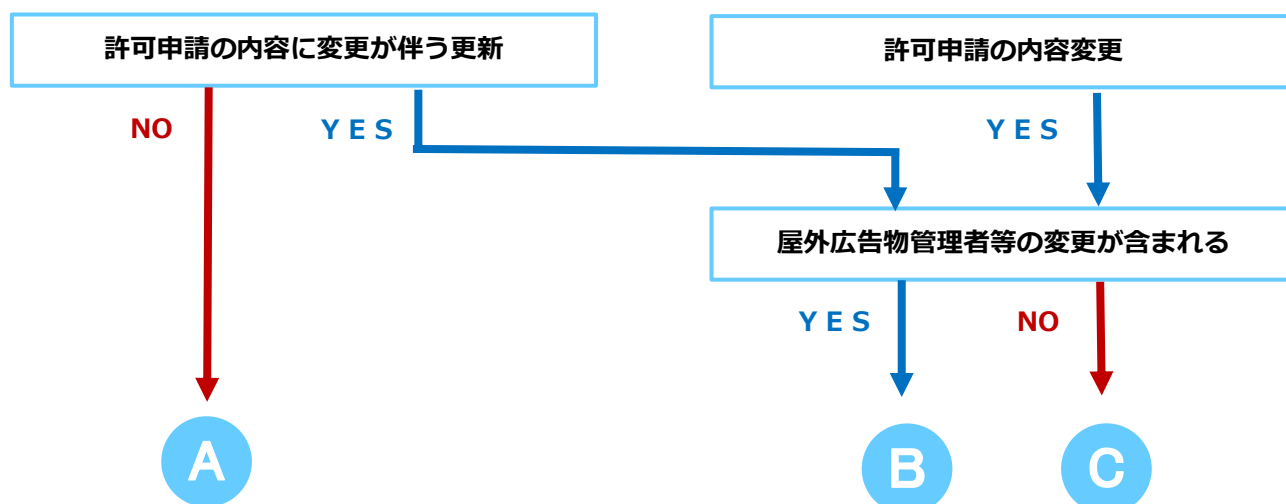 許可申請の内容に変更が伴う更新
許可申請の内容変更
NO
YES
YES
屋外広告物管理者等の変更が含まれる
YES
NO
A
B
C